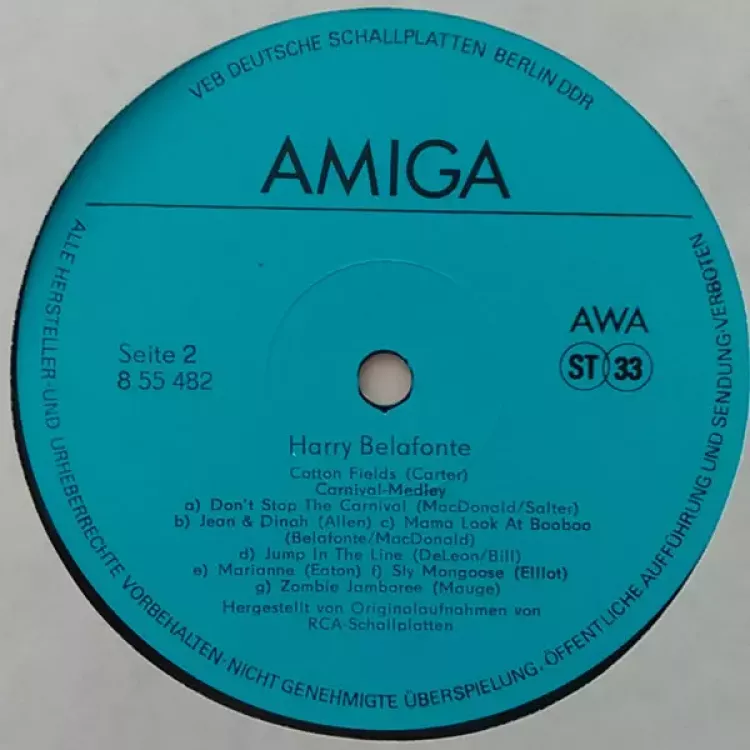 VEB DEUTSCHE SCHALLPLATTEN BERLIN DDR
AMIGA
Seite 2
8 55 482
AWA
ST 33
Harry Belafonte
Cotton Fields (Carter)
Carnival-Medley
a) Don't Stop The Carnival (MacDonald/Salter)
b) Jean & Dinah (Allen) c) Mama Look At Booboo
(Belafonte/MacDonald)
d) Jump In The Line (DeLeon/Bill)
e) Marianne (Eaton) f) Sly Mongoose (Elliot)
g) Zombie Jamboree (Mauge)
Hergestellt von Originalaufnahmen von
RCA-Schallplatten
ALLE HERSTELLER-UND URHEBERRECHTE VORBEHALTEN·NICHT GENEHMIGTE ÜBERSPIELUNG, ÖFFENTLICHE AUFFÜHRUNG UND SENDUNG·VERBOTEN